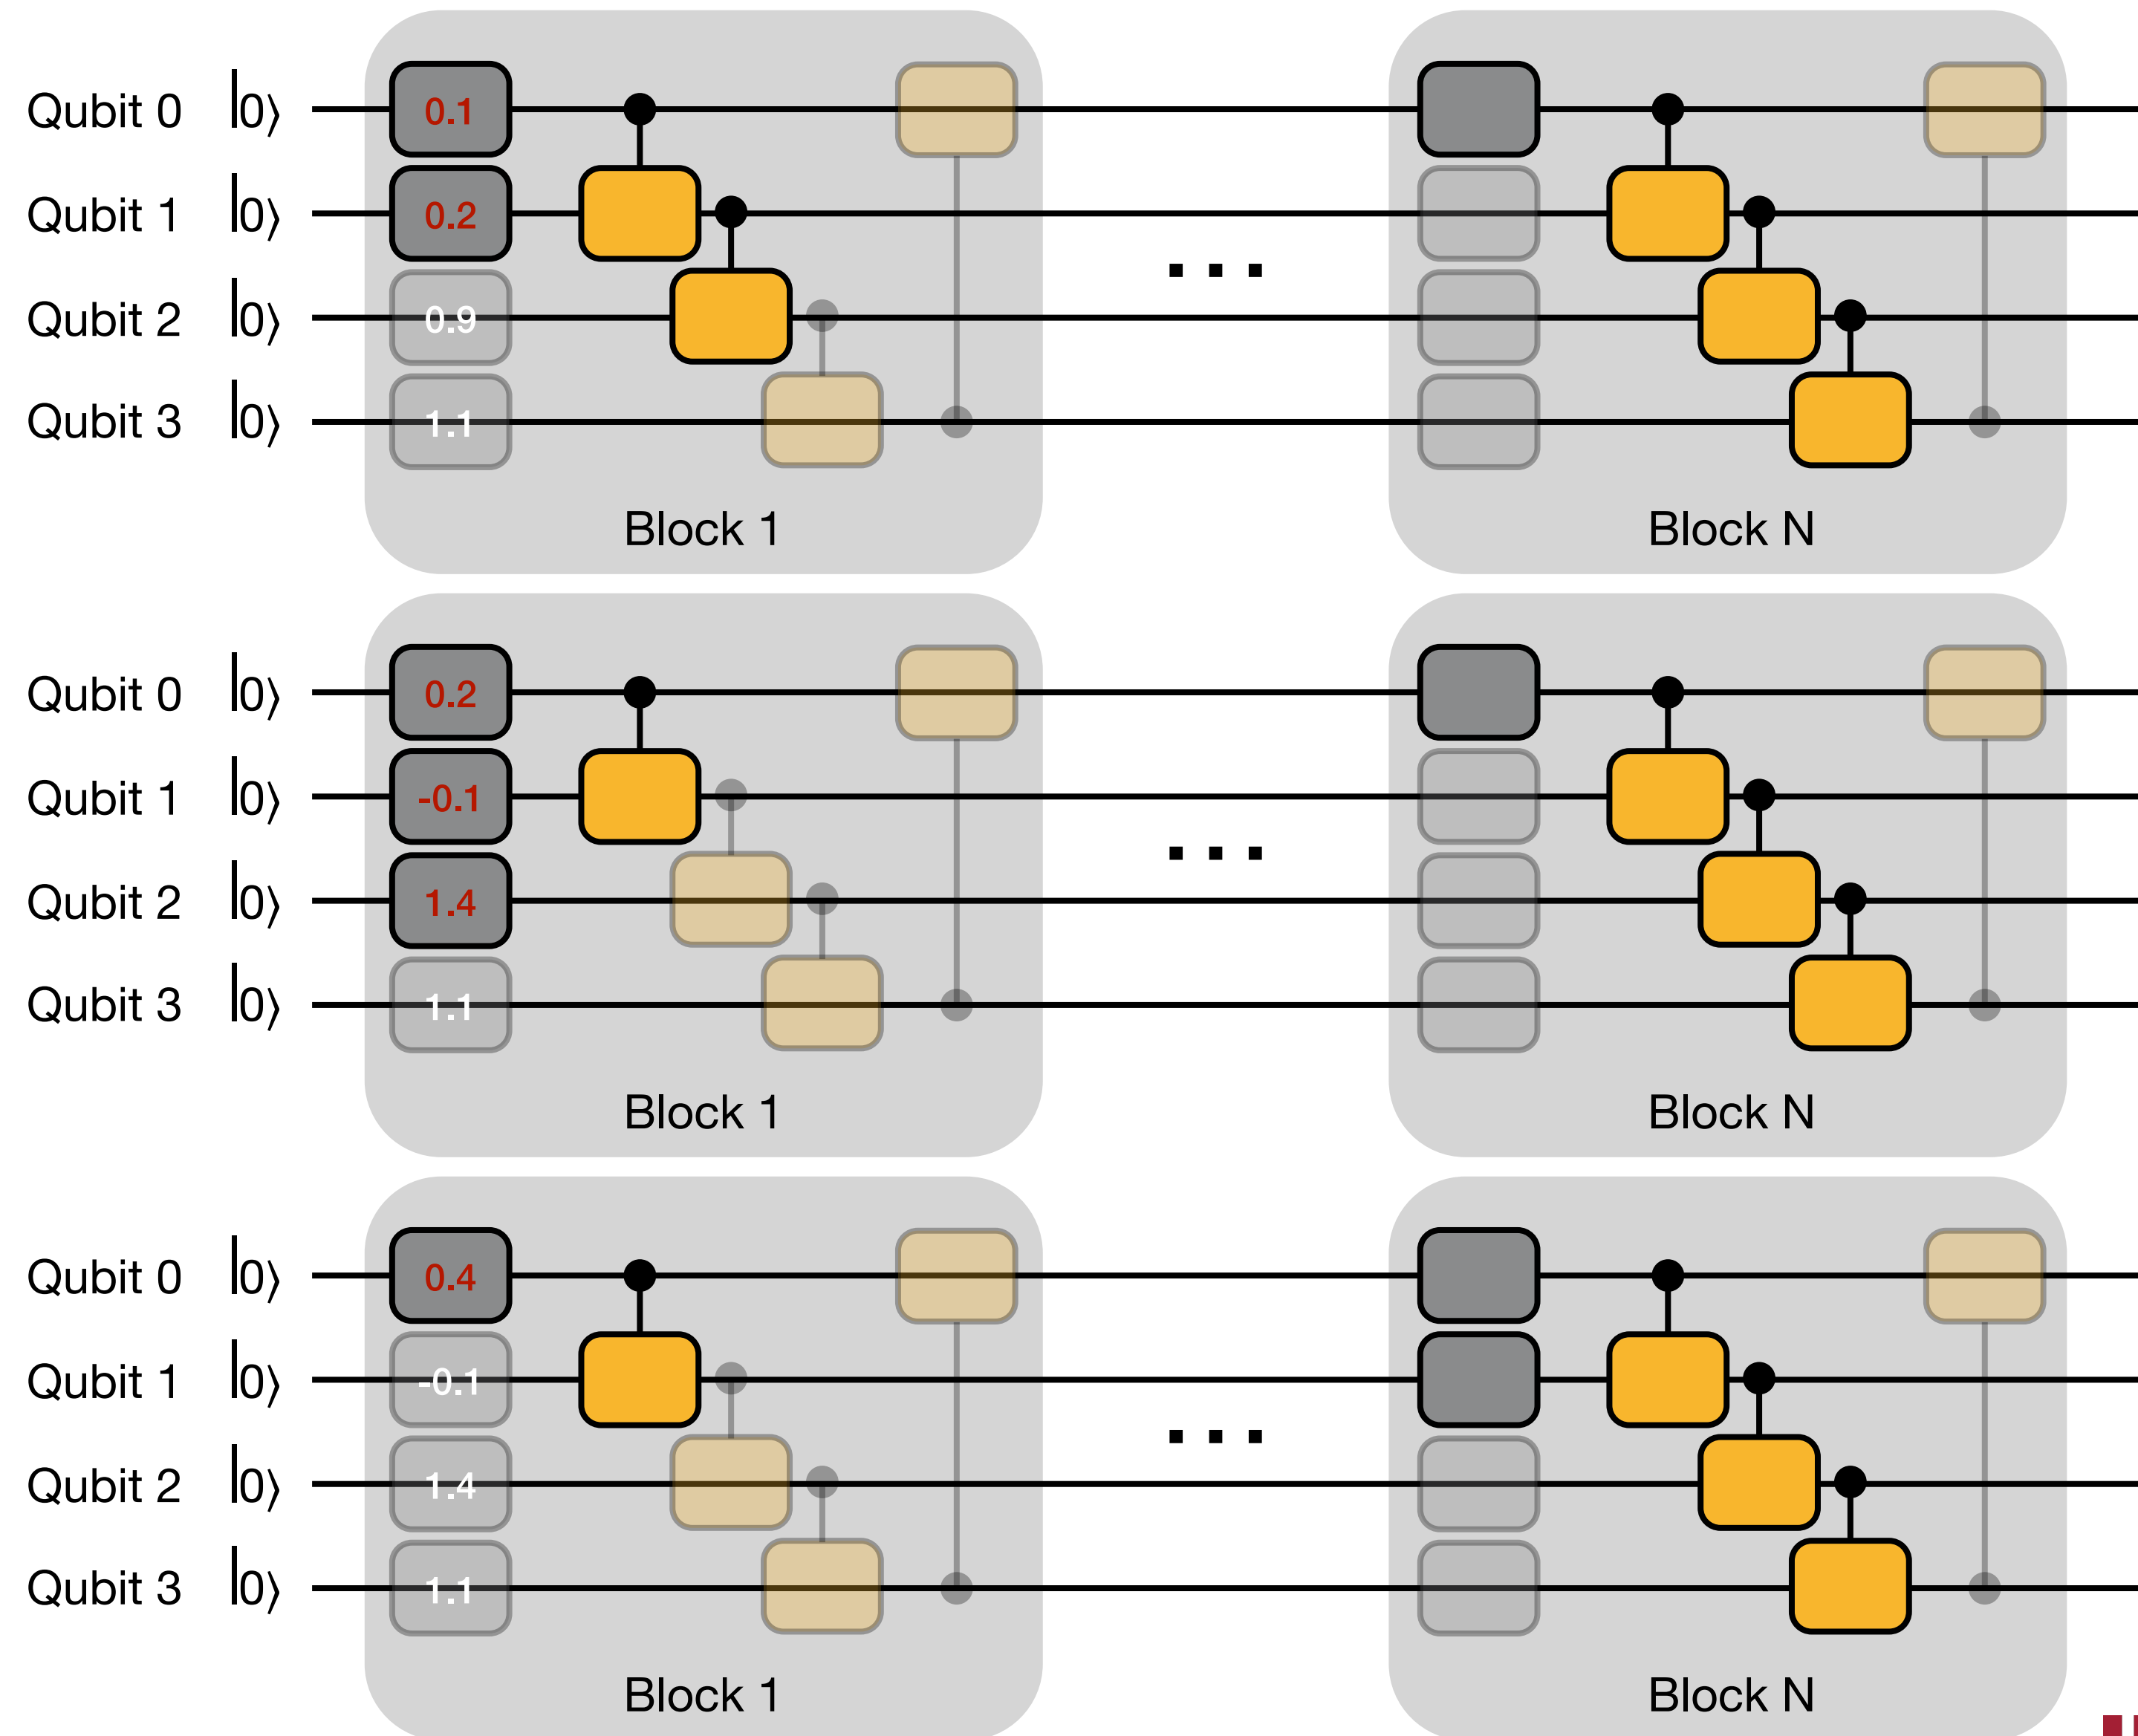 Qubit 0 |0⟩ 0.1
Qubit 1 |0⟩ 0.2
Qubit 2 |0⟩ 0.9
Qubit 3 |0⟩ 1.1
...
Block 1 Block N
Qubit 0 |0⟩ 0.2
Qubit 1 |0⟩ -0.1
Qubit 2 |0⟩ 1.4
Qubit 3 |0⟩ 1.1
...
Block 1 Block N
Qubit 0 |0⟩ 0.4
Qubit 1 |0⟩ -0.1
Qubit 2 |0⟩ 1.4
Qubit 3 |0⟩ 1.1
...
Block 1 Block N